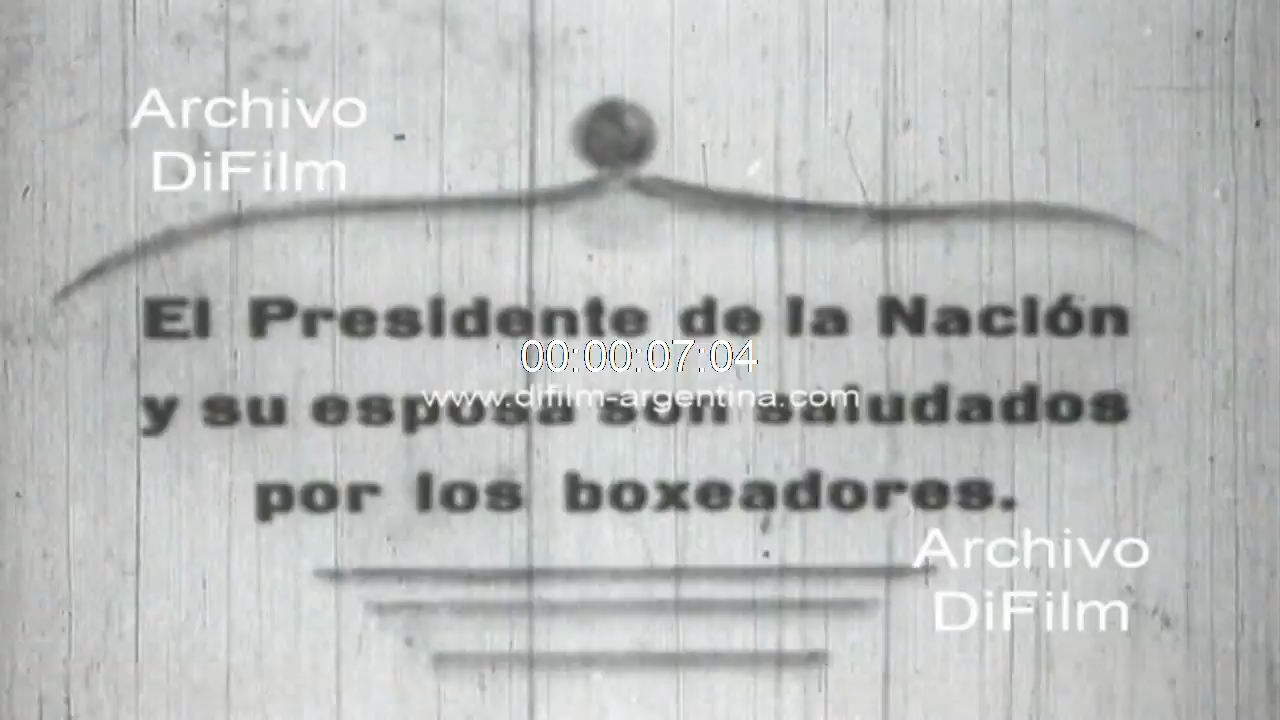 Archivo
DiFilm
El Presidente de la Nación
00:00:07:04
www.difilm-argentina.com
y su esposa son saludados
por los boxeadores.
Archivo
DiFilm